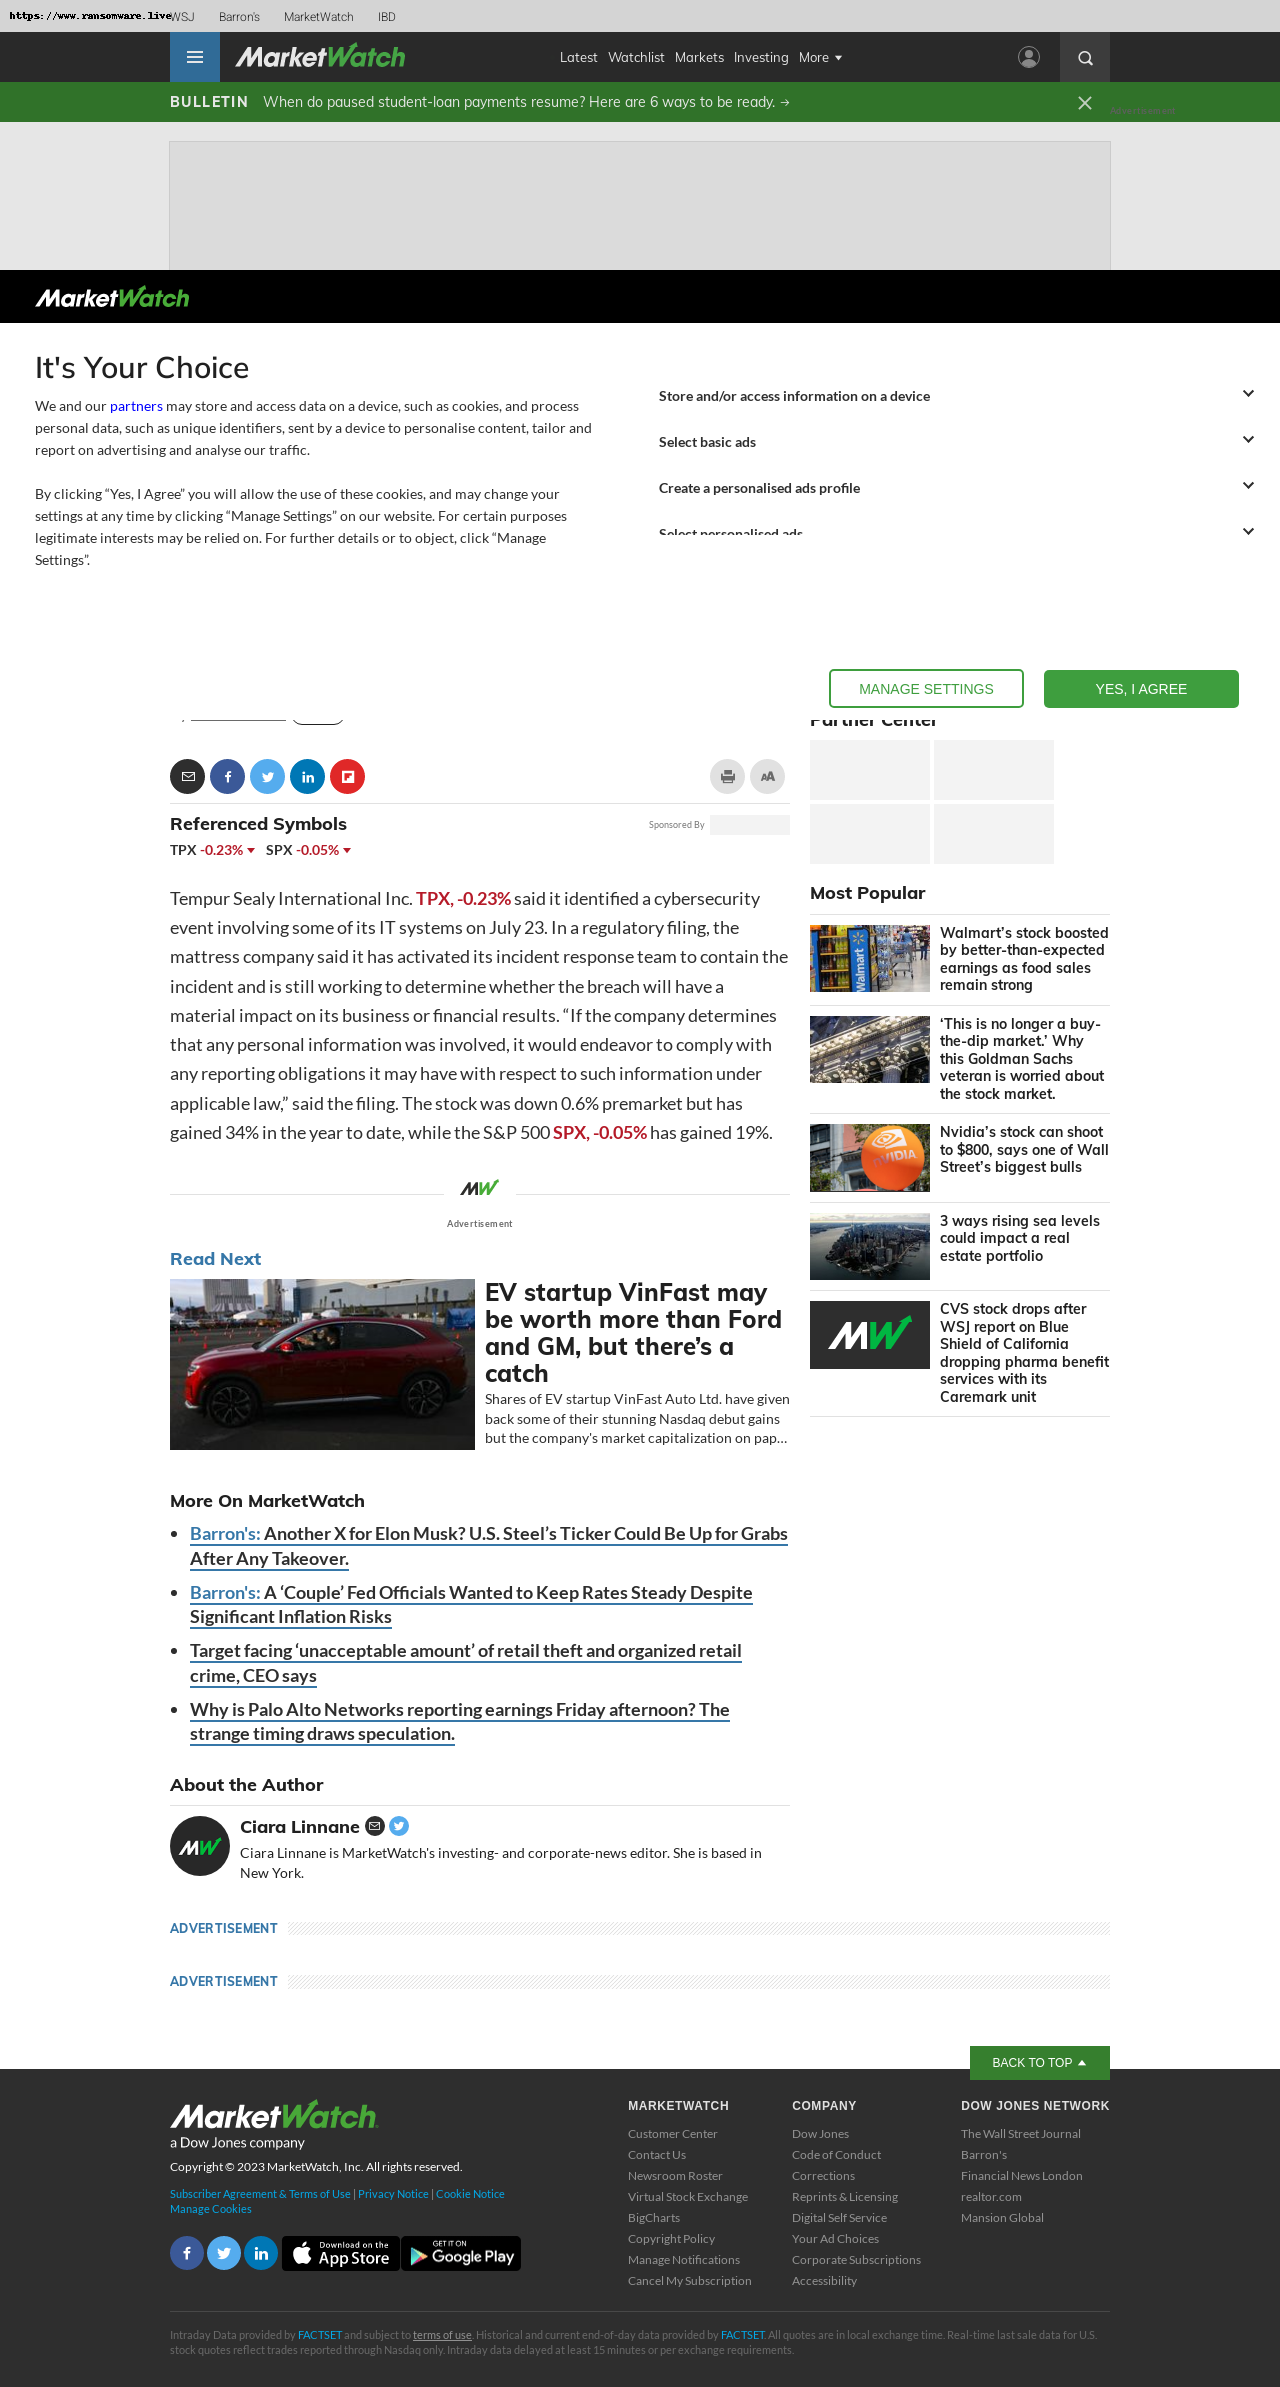 https://www.ransomware.live
WSJ Barron's MarketWatch IBD
MarketWatch
Latest Watchlist Markets Investing More
BULLETIN When do paused student-loan payments resume? Here are 6 ways to be ready. →
Advertisement
MarketWatch
It's Your Choice
We and our partners may store and access data on a device, such as cookies, and process
personal data, such as unique identifiers, sent by a device to personalise content, tailor and
report on advertising and analyse our traffic.
By clicking “Yes, I Agree” you will allow the use of these cookies, and may change your
settings at any time by clicking “Manage Settings” on our website. For certain purposes
legitimate interests may be relied on. For further details or to object, click “Manage
Settings”.
Store and/or access information on a device
Select basic ads
Create a personalised ads profile
Select personalised ads
MANAGE SETTINGS
YES, I AGREE
Partner Center
Referenced Symbols
Sponsored By
TPX -0.23% SPX -0.05%
Tempur Sealy International Inc. TPX, -0.23% said it identified a cybersecurity
event involving some of its IT systems on July 23. In a regulatory filing, the
mattress company said it has activated its incident response team to contain the
incident and is still working to determine whether the breach will have a
material impact on its business or financial results. “If the company determines
that any personal information was involved, it would endeavor to comply with
any reporting obligations it may have with respect to such information under
applicable law,” said the filing. The stock was down 0.6% premarket but has
gained 34% in the year to date, while the S&P 500 SPX, -0.05% has gained 19%.
MW
Advertisement
Read Next
EV startup VinFast may
be worth more than Ford
and GM, but there’s a
catch
Shares of EV startup VinFast Auto Ltd. have given
back some of their stunning Nasdaq debut gains
but the company's market capitalization on pap...
More On MarketWatch
Barron's: Another X for Elon Musk? U.S. Steel’s Ticker Could Be Up for Grabs
After Any Takeover.
Barron's: A ‘Couple’ Fed Officials Wanted to Keep Rates Steady Despite
Significant Inflation Risks
Target facing ‘unacceptable amount’ of retail theft and organized retail
crime, CEO says
Why is Palo Alto Networks reporting earnings Friday afternoon? The
strange timing draws speculation.
About the Author
MW
Ciara Linnane
Ciara Linnane is MarketWatch's investing- and corporate-news editor. She is based in
New York.
Most Popular
Walmart
Walmart’s stock boosted
by better-than-expected
earnings as food sales
remain strong
‘This is no longer a buy-
the-dip market.’ Why
this Goldman Sachs
veteran is worried about
the stock market.
NVIDIA
Nvidia’s stock can shoot
to $800, says one of Wall
Street’s biggest bulls
3 ways rising sea levels
could impact a real
estate portfolio
MW
CVS stock drops after
WSJ report on Blue
Shield of California
dropping pharma benefit
services with its
Caremark unit
ADVERTISEMENT
ADVERTISEMENT
BACK TO TOP
MarketWatch
a Dow Jones company
Copyright © 2023 MarketWatch, Inc. All rights reserved.
Subscriber Agreement & Terms of Use | Privacy Notice | Cookie Notice
Manage Cookies
Download on the
App Store
GET IT ON
Google Play
MARKETWATCH
Customer Center
Contact Us
Newsroom Roster
Virtual Stock Exchange
BigCharts
Copyright Policy
Manage Notifications
Cancel My Subscription
COMPANY
Dow Jones
Code of Conduct
Corrections
Reprints & Licensing
Digital Self Service
Your Ad Choices
Corporate Subscriptions
Accessibility
DOW JONES NETWORK
The Wall Street Journal
Barron's
Financial News London
realtor.com
Mansion Global
Intraday Data provided by FACTSET and subject to terms of use. Historical and current end-of-day data provided by FACTSET. All quotes are in local exchange time. Real-time last sale data for U.S.
stock quotes reflect trades reported through Nasdaq only. Intraday data delayed at least 15 minutes or per exchange requirements.